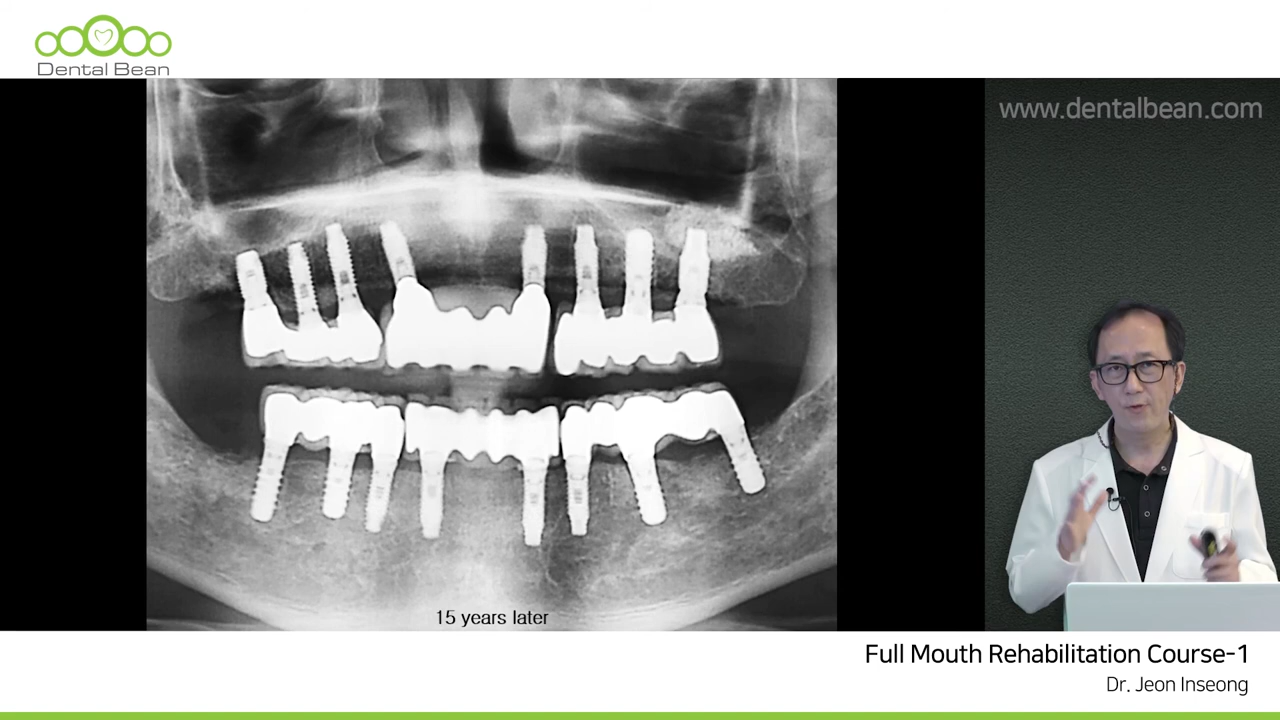 Dental Bean
www.dentalbean.com
15 years later
Full Mouth Rehabilitation Course-1
Dr. Jeon Inseong